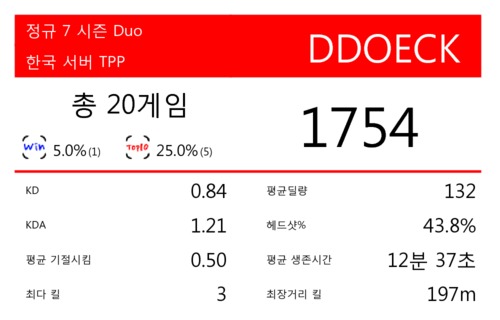 정규 7 시즌 Duo
한국 서버 TPP
DDOECK
총 20게임
Win 5.0%(1) TOP10 25.0%(5)
1754
KD 0.84 평균딜량 132
KDA 1.21 헤드샷% 43.8%
평균 기절시킴 0.50 평균 생존시간 12분 37초
최다 킬 3 최장거리 킬 197m